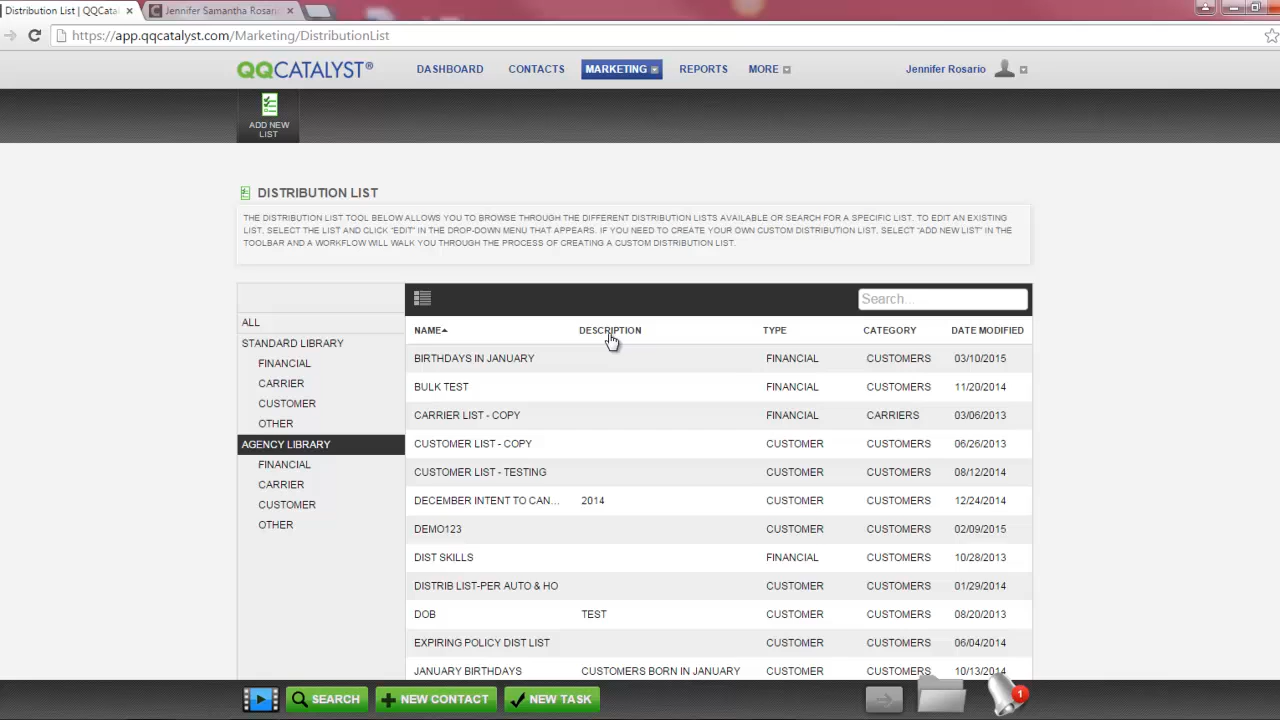 Distribution List | QQCatal
Jennifer Samantha Rosario
https://app.qqcatalyst.com/Marketing/DistributionList
QQCATALYST®
DASHBOARD
CONTACTS
MARKETING
REPORTS
MORE
Jennifer Rosario
ADD NEW
LIST
DISTRIBUTION LIST
THE DISTRIBUTION LIST TOOL BELOW ALLOWS YOU TO BROWSE THROUGH THE DIFFERENT DISTRIBUTION LISTS AVAILABLE OR SEARCH FOR A SPECIFIC LIST. TO EDIT AN EXISTING
LIST, SELECT THE LIST AND CLICK "EDIT" IN THE DROP-DOWN MENU THAT APPEARS. IF YOU NEED TO CREATE YOUR OWN CUSTOM DISTRIBUTION LIST, SELECT "ADD NEW LIST" IN THE
TOOLBAR AND A WORKFLOW WILL WALK YOU THROUGH THE PROCESS OF CREATING A CUSTOM DISTRIBUTION LIST.
ALL
STANDARD LIBRARY
FINANCIAL
CARRIER
CUSTOMER
OTHER
AGENCY LIBRARY
FINANCIAL
CARRIER
CUSTOMER
OTHER
Search...
NAME DESCRIPTION TYPE CATEGORY DATE MODIFIED
BIRTHDAYS IN JANUARY FINANCIAL CUSTOMERS 03/10/2015
BULK TEST FINANCIAL CUSTOMERS 11/20/2014
CARRIER LIST - COPY FINANCIAL CARRIERS 03/06/2013
CUSTOMER LIST - COPY CUSTOMER CUSTOMERS 06/26/2013
CUSTOMER LIST - TESTING CUSTOMER CUSTOMERS 08/12/2014
DECEMBER INTENT TO CAN... 2014 CUSTOMER CUSTOMERS 12/24/2014
DEMO123 CUSTOMER CUSTOMERS 02/09/2015
DIST SKILLS FINANCIAL CUSTOMERS 10/28/2013
DISTRIB LIST-PER AUTO & HO CUSTOMER CUSTOMERS 01/29/2014
DOB TEST CUSTOMER CUSTOMERS 08/20/2013
EXPIRING POLICY DIST LIST CUSTOMER CUSTOMERS 06/04/2014
JANUARY BIRTHDAYS CUSTOMERS BORN IN JANUARY CUSTOMER CUSTOMERS 10/13/2014
SEARCH
NEW CONTACT
NEW TASK
1